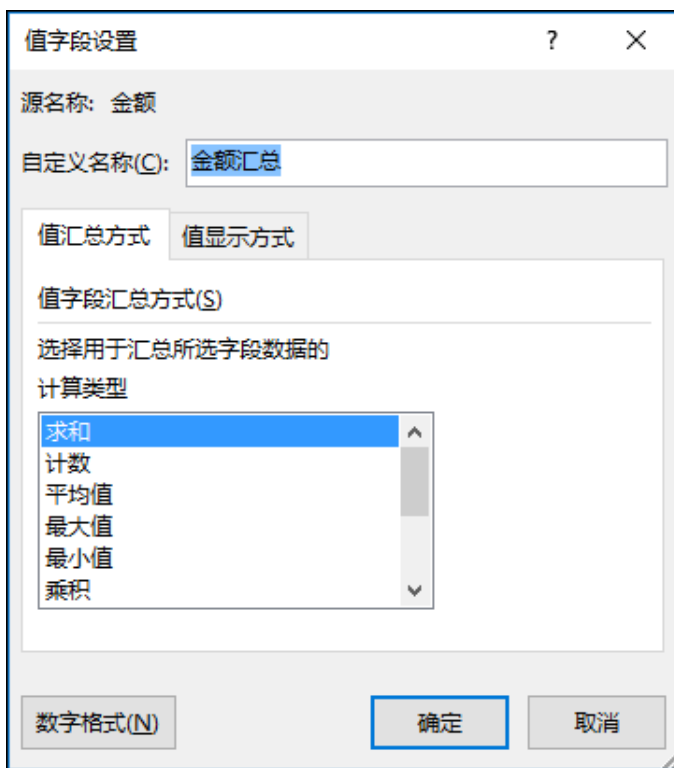 值字段设置 ?
源名称: 金额
自定义名称(C): 金额汇总
值汇总方式 值显示方式
值字段汇总方式(S)
选择用于汇总所选字段数据的
计算类型
求和
计数
平均值
最大值
最小值
乘积
数字格式(N) 确定 取消